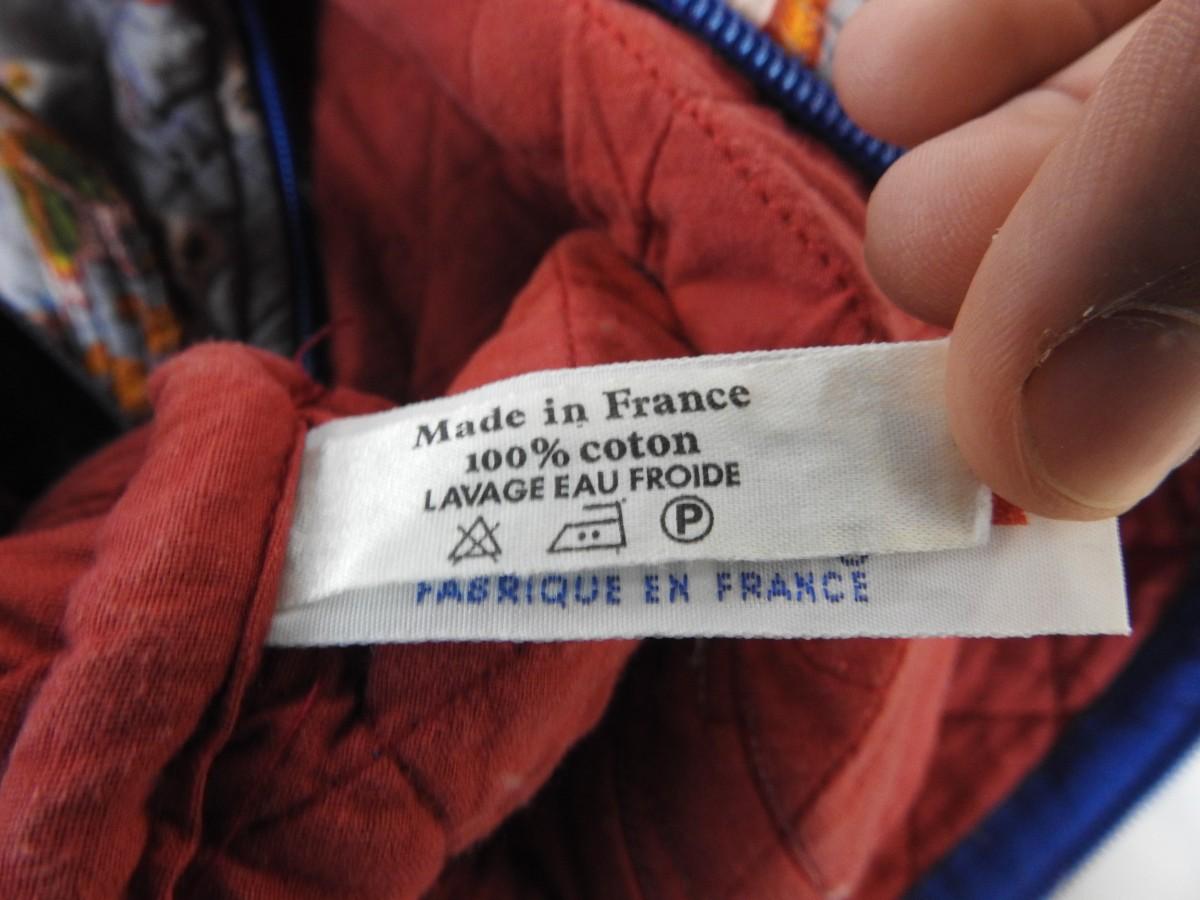 Made in France
100% coton
LAVAGE EAU FROIDE
P
FABRIQUE EN FRANCE